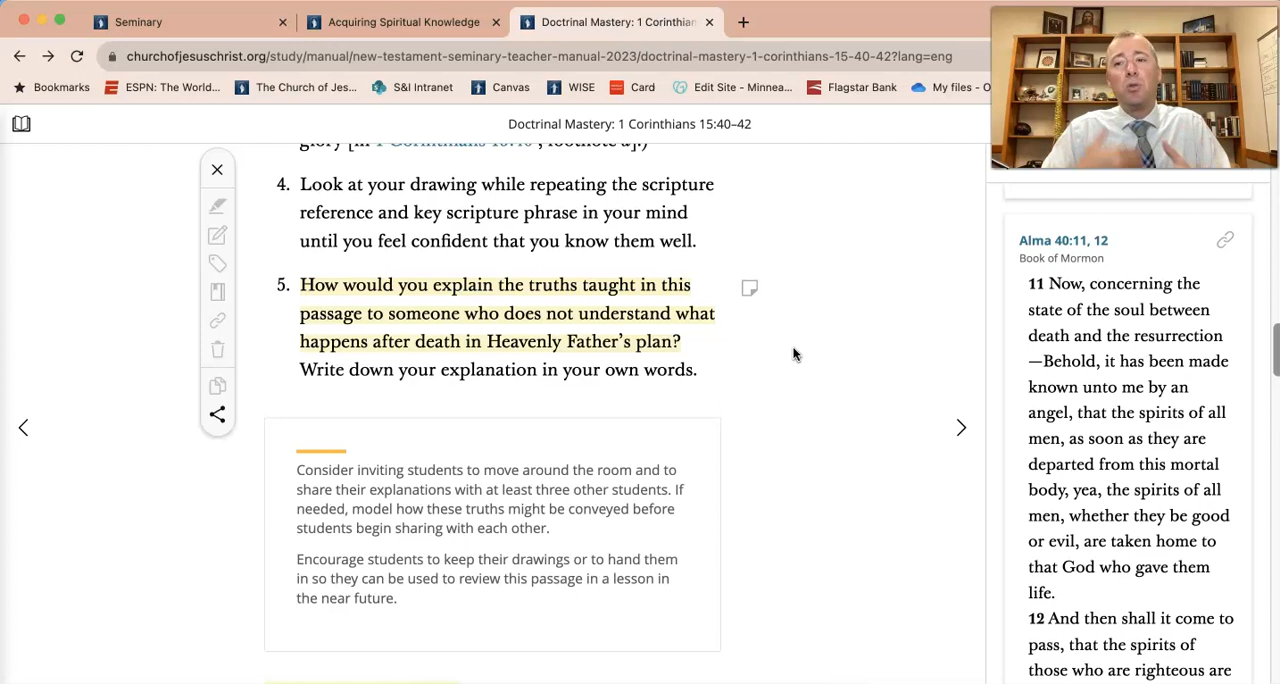 Seminary
Acquiring Spiritual Knowledge
Doctrinal Mastery: 1 Corinthian
churchofjesuschrist.org/study/manual/new-testament-seminary-teacher-manual-2023/doctrinal-mastery-1-corinthians-15-40-42?lang=eng
Bookmarks
ESPN: The World...
The Church of Jes...
S&I Intranet
Canvas
WISE
Card
Edit Site - Minnea...
Flagstar Bank
My files - O
Doctrinal Mastery: 1 Corinthians 15:40–42
glory [in 1 Corinthians 15:40, footnote a].)
4. Look at your drawing while repeating the scripture
reference and key scripture phrase in your mind
until you feel confident that you know them well.
5. How would you explain the truths taught in this
passage to someone who does not understand what
happens after death in Heavenly Father’s plan?
Write down your explanation in your own words.
Consider inviting students to move around the room and to
share their explanations with at least three other students. If
needed, model how these truths might be conveyed before
students begin sharing with each other.
Encourage students to keep their drawings or to hand them
in so they can be used to review this passage in a lesson in
the near future.
Alma 40:11, 12
Book of Mormon
11 Now, concerning the
state of the soul between
death and the resurrection
—Behold, it has been made
known unto me by an
angel, that the spirits of all
men, as soon as they are
departed from this mortal
body, yea, the spirits of all
men, whether they be good
or evil, are taken home to
that God who gave them
life.
12 And then shall it come to
pass, that the spirits of
those who are righteous are